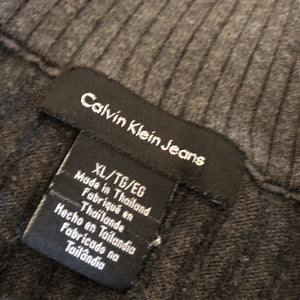 Calvin Klein Jeans
XL/TG/EG
Made in Thailand
Fabriqué en
Thaïlande
Hecho en Tailandia
Fabricado na
Tailândia